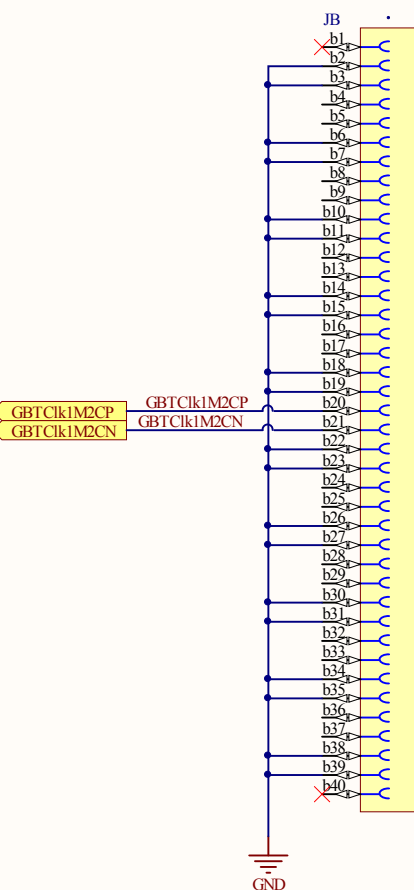 JB
b1
b2
b3
b4
b5
b6
b7
b8
b9
b10
b11
b12
b13
b14
b15
b16
b17
b18
b19
GBTClk1M2CP GBTClk1M2CP b20
GBTClk1M2CN GBTClk1M2CN b21
b22
b23
b24
b25
b26
b27
b28
b29
b30
b31
b32
b33
b34
b35
b36
b37
b38
b39
b40
GND